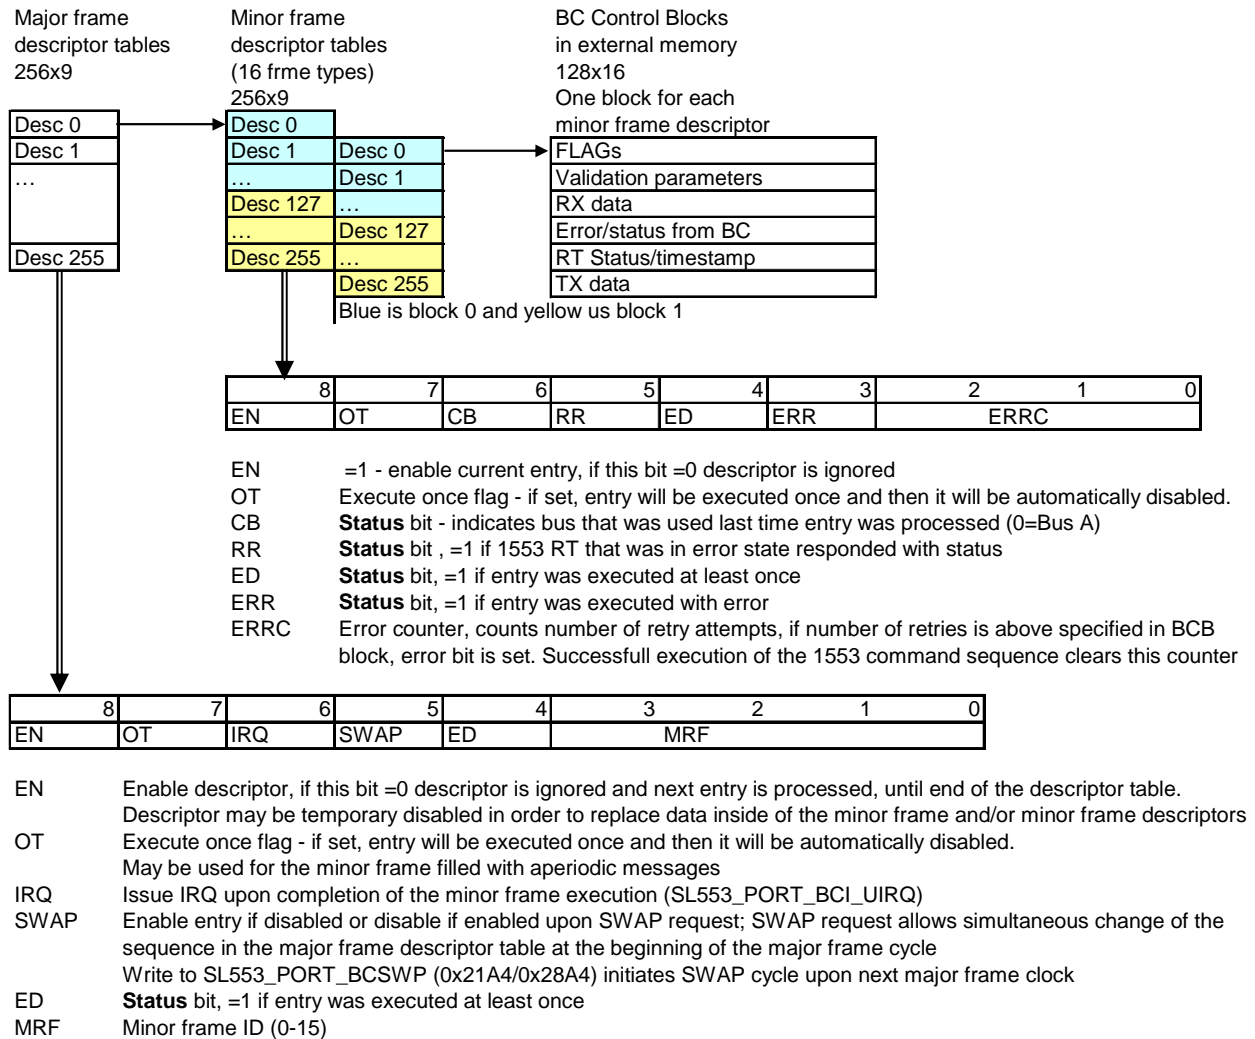 Major frame
descriptor tables
256x9
Minor frame
descriptor tables
(16 frme types)
256x9
BC Control Blocks
in external memory
128x16
One block for each
minor frame descriptor
Desc 0
Desc 1
…
Desc 255
Desc 0
Desc 1
…
Desc 127
…
Desc 255
Desc 0
Desc 1
…
Desc 127
…
Desc 255
FLAGs
Validation parameters
RX data
Error/status from BC
RT Status/timestamp
TX data
Blue is block 0 and yellow us block 1
8 7 6 5 4 3 2 1 0
EN OT CB RR ED ERR ERRC
EN =1 - enable current entry, if this bit =0 descriptor is ignored
OT Execute once flag - if set, entry will be executed once and then it will be automatically disabled.
CB Status bit - indicates bus that was used last time entry was processed (0=Bus A)
RR Status bit , =1 if 1553 RT that was in error state responded with status
ED Status bit, =1 if entry was executed at least once
ERR Status bit, =1 if entry was executed with error
ERRC Error counter, counts number of retry attempts, if number of retries is above specified in BCB
block, error bit is set. Successfull execution of the 1553 command sequence clears this counter
8 7 6 5 4 3 2 1 0
EN OT IRQ SWAP ED MRF
EN Enable descriptor, if this bit =0 descriptor is ignored and next entry is processed, until end of the descriptor table.
Descriptor may be temporary disabled in order to replace data inside of the minor frame and/or minor frame descriptors
OT Execute once flag - if set, entry will be executed once and then it will be automatically disabled.
May be used for the minor frame filled with aperiodic messages
IRQ Issue IRQ upon completion of the minor frame execution (SL553_PORT_BCI_UIRQ)
SWAP Enable entry if disabled or disable if enabled upon SWAP request; SWAP request allows simultaneous change of the
sequence in the major frame descriptor table at the beginning of the major frame cycle
Write to SL553_PORT_BCSWP (0x21A4/0x28A4) initiates SWAP cycle upon next major frame clock
ED Status bit, =1 if entry was executed at least once
MRF Minor frame ID (0-15)